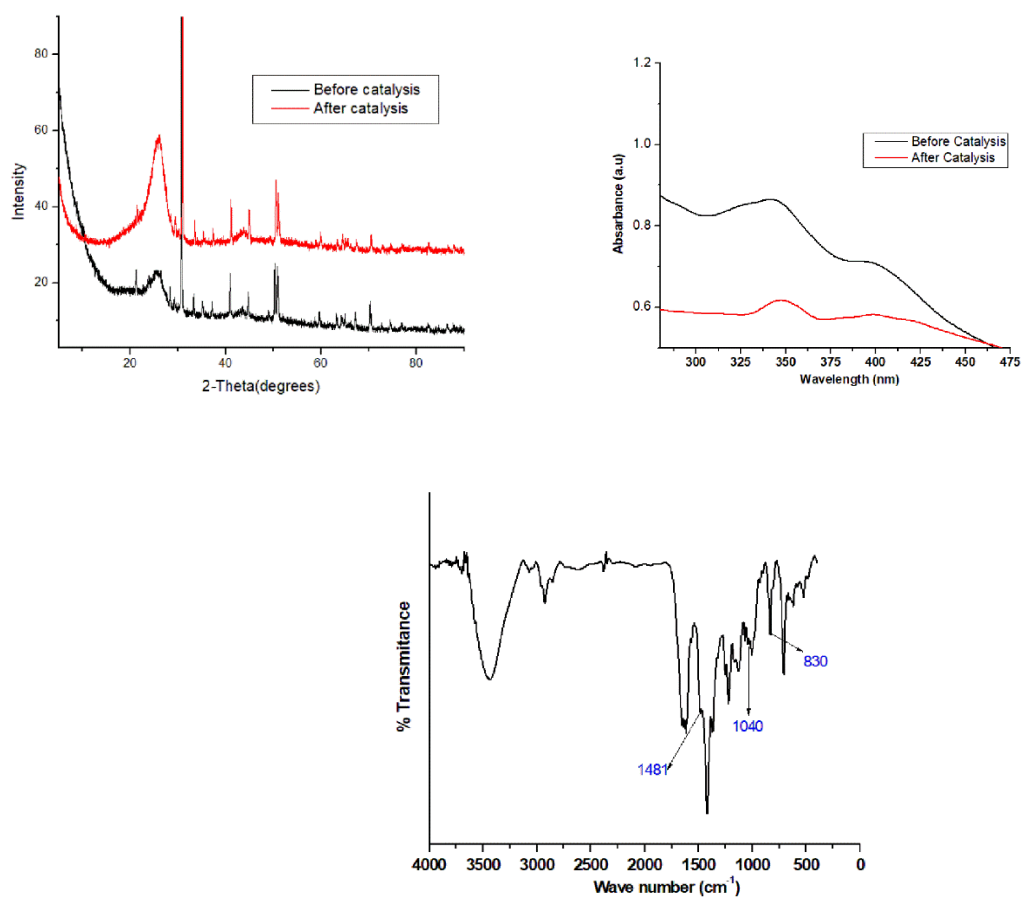 80
60
40
20
Intensity
Before catalysis
After catalysis
20
40
60
80
2-Theta(degrees)
1.2
1.0
0.8
0.6
Absarbance (a.u)
Before Catalysis
After Catalysis
300
325
350
375
400
425
450
475
Wavelength (nm)
% Transmitance
830
1040
1481
4000 3500 3000 2500 2000 1500 1000 500 0
Wave number (cm-1)